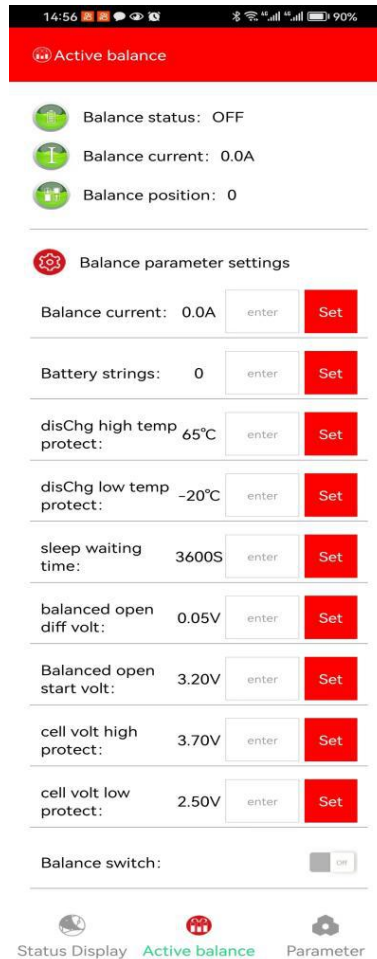 14:56 90%
Active balance
Balance status: OFF
Balance current: 0.0A
Balance position: 0
Balance parameter settings
Balance current: 0.0A enter Set
Battery strings: 0 enter Set
disChg high temp
protect: 65℃ enter Set
disChg low temp
protect: -20℃ enter Set
sleep waiting
time: 3600S enter Set
balanced open
diff volt: 0.05V enter Set
Balanced open
start volt: 3.20V enter Set
cell volt high
protect: 3.70V enter Set
cell volt low
protect: 2.50V enter Set
Balance switch: Off
Status Display Active balance Parameter